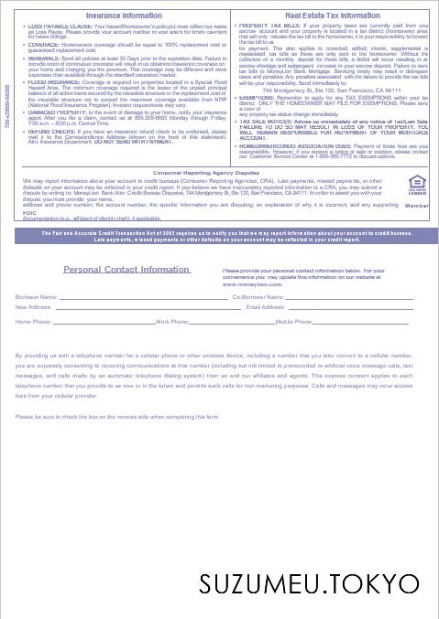 Insurance Information
LOSS PAYABLE CLAUSE: Your hazard/homeowner's policy(s) must reflect our name
as Loss Payee. Please provide your account number to your agent for timely payment
for future billings.
COVERAGE: Homeowners coverage should be equal to 100% replacement cost or
guaranteed replacement cost.
RENEWALS: Send all policies at least 30 Days prior to the expiration date. Failure to
provide proof of continuous coverage will result in our obtaining insurance coverage on
your home and charging you the premium. This coverage may be different and more
expensive than available through the standard insurance market.
FLOOD INSURANCE: Coverage is required on properties located in a Special Flood
Hazard Area. The minimum coverage required is the lesser of the unpaid principal
balance of all action loans secured by the insurable structure or the replacement cost of
the insurable structure not to exceed the maximum coverage available from NFIP
(National Flood Insurance Program). Investor requirements may vary.
DAMAGED PROPERTY: In the event of damage to your home, notify your insurance
agent. After you file a claim, contact us at Monday through Friday,
7:00 a.m. – 8:00 p.m. Central Time.
REFUND CHECKS: If you have an insurance refund check to be endorsed, please
mail it to the Correspondence Address (shown on the front of this statement).
Attn: Insurance Department. DO NOT SEND WITH PAYMENT.
Real Estate Tax Information
PROPERTY TAX BILLS: If your property taxes are currently paid from you
escrow account and your property is located in a tax district (homeowner area
that will only release the tax bill to the homeowner, it is your responsibility to forward
the tax bill to us
for payment. This also applies to corrected, added, interim, supplemental is
reassessed tax bills as these are only sent to the homeowner. Without the
collection of a monthly deposit for these bills, a deficit will occur resulting in an
escrow shortage and subsequent increase in your escrow deposit. Failure to sent
tax bills to MoneyLion Bank Mortgage Servicing timely may result in delinquent
taxes and penalties. Any penalties associated with the failure to provide the tax bills
will be your responsibility. Send immediately to:
744 Montgomery St, Ste 120, San Francisco, CA 94111
EXEMPTIONS: Remember to apply for any TAX EXEMPTIONS within your tax
district. ONLY THE HOMEOWNER MAY FILE FOR EXEMPTIONS. Please send
a copy of
any property tax status change immediately.
TAX SALE NOTICES: Advise us immediately of any notice of Tax/Lien Sale.
FAILURE TO DO SO MAY RESULT IN LOSS OF YOUR PROPERTY. YOU
WILL REMAIN RESPONSIBLE FOR REPAYMENT OF YOUR MORTGAGE
ACCOUNT.
HOMEOWNER/CONDO ASSOCIATION DUES: Payment of these fees are your
responsibility. However, if you receive a notice of sale or collection, please contact
our Customer Service Center at to discuss options.
Consumer Reporting Agency Disputes
We may report information about your account to credit bureaus (Consumer Reporting Agencies, CRA). Late payments, missed payments, or other
defaults on your account may be reflected in your credit report. If you believe we have inaccurately reported information to a CRA, you may submit a
dispute by writing to MoneyLion Bank Attn: Credit Bureau Disputes, 744 Montgomery St, Ste 120, San Francisco, CA 94111. In order to assist you with your
dispute, you must provide: your name,
address and phone number; the account number; the specific information you are disputing; an explanation of why it is incorrect; and any supporting
Member
FDIC
documentation (e.g., affidavit of identity theft), if applicable.
The Fair and Accurate Credit Transaction Act of 2003 requires us to notify you that we may report information about your account to credit bureaus.
Late payments, missed payments or other defaults on your account may be reflected in your credit report.
Personal Contact Information
Please provide your personal contact information below. For your
convenience you may update this information on our website at
www.moneylion.com.
Borrower Name:
Co-Borrower Name:
New Address:
Email Address:
Home Phone:
Work Phone:
Mobile Phone:
By providing us with a telephone number for a cellular phone or other wireless device, including a number that you later convert to a cellular number,
you are expressly consenting to receiving communications at that number (including but not limited to prerecorded or artificial voice message calls, text
messages, and calls made by an automatic telephone dialing system) from us and our affiliates and agents. This express consent applies to each
telephone number that you provide to us now or in the future and permits such calls for non-marketing purposes. Calls and messages may incur access
fees from your cellular provider.
Please be sure to check the box on the reverse side when completing this form.
SUZUMEU.TOKYO